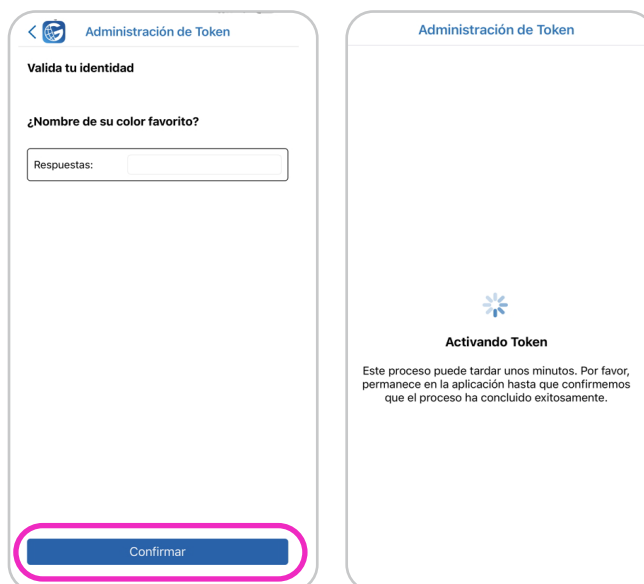 Administración de Token
Valida tu identidad
¿Nombre de su color favorito?
Respuestas:
Confirmar
Administración de Token
Activando Token
Este proceso puede tardar unos minutos. Por favor,
permanece en la aplicación hasta que confirmemos
que el proceso ha concluido exitosamente.